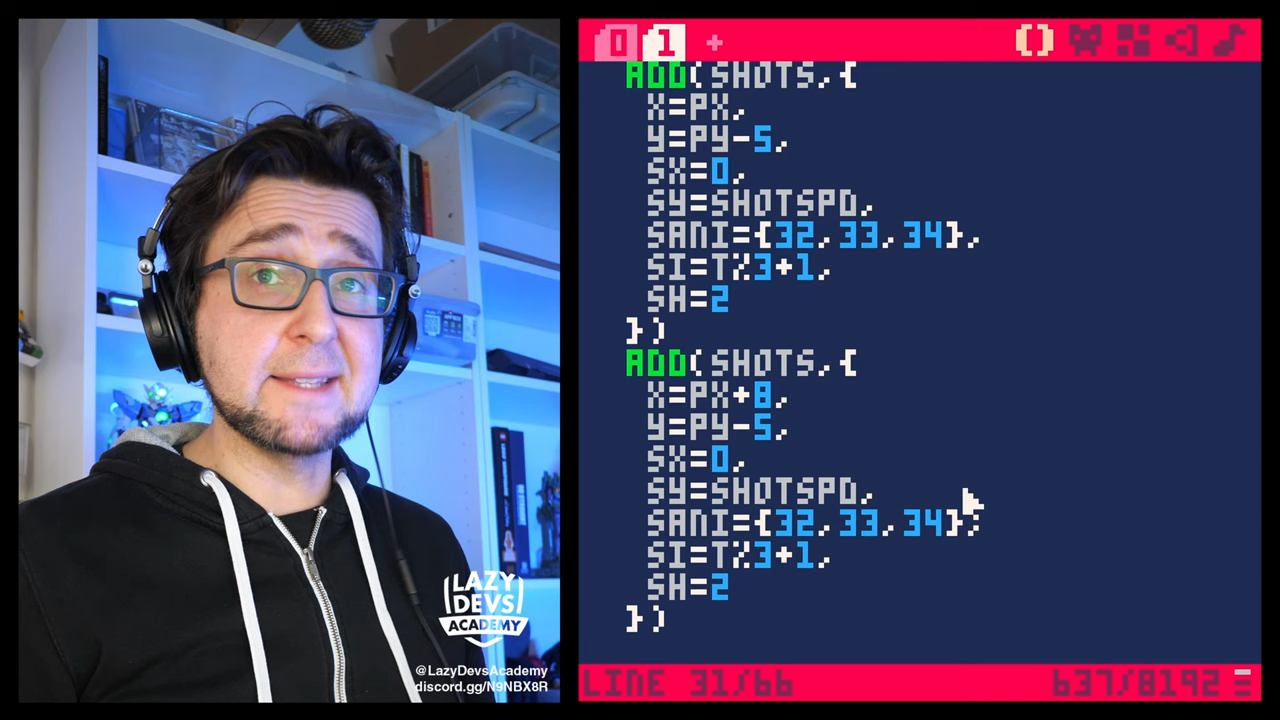 LAZY
DEVS
ACADEMY
@LazyDevsAcademy
discord.gg/N9NBX8R
0 1 +
ADD(SHOTS,{
X=PX,
Y=PY-5,
SX=0,
SY=SHOTSPD,
SANI={32,33,34},
SI=T%3+1,
SH=2
})
ADD(SHOTS,{
X=PX+8,
Y=PY-5,
SX=0,
SY=SHOTSPD,
SANI={32,33,34},
SI=T%3+1,
SH=2
})
LINE 31/66
637/8192